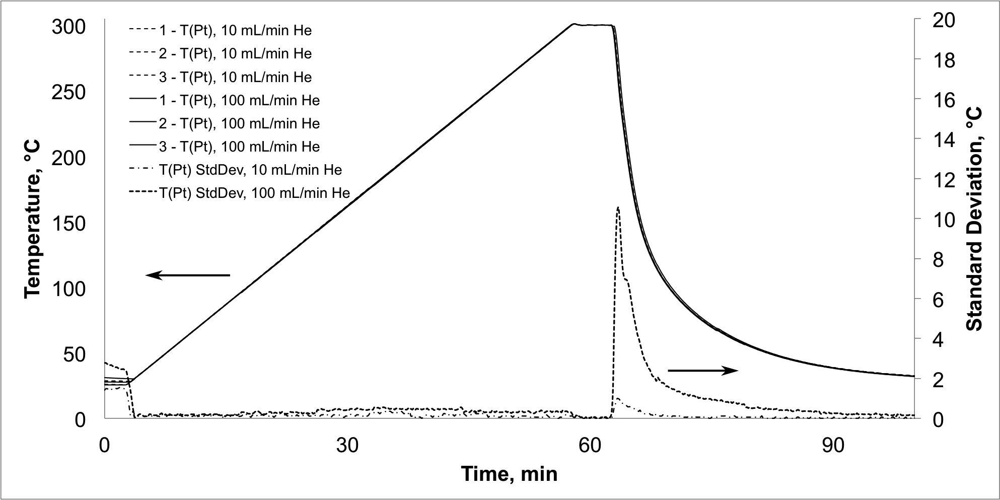 1 - T(Pt), 10 mL/min He
2 - T(Pt), 10 mL/min He
3 - T(Pt), 10 mL/min He
1 - T(Pt), 100 mL/min He
2 - T(Pt), 100 mL/min He
3 - T(Pt), 100 mL/min He
T(Pt) StdDev, 10 mL/min He
T(Pt) StdDev, 100 mL/min He
Temperature, °C
300
250
200
150
100
50
0
20
18
16
14
12
10
8
6
4
2
0
Standard Deviation, °C
0 30 60 90
Time, min